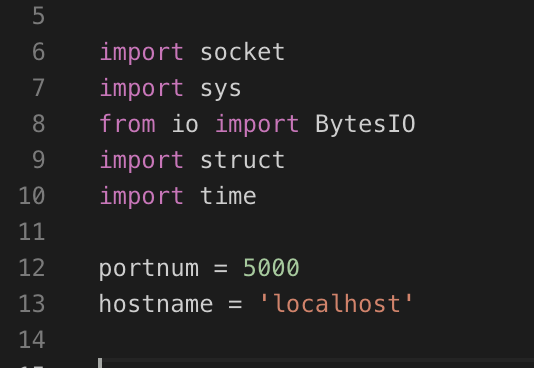 5
6 import socket
7 import sys
8 from io import BytesIO
9 import struct
10 import time
11
12 portnum = 5000
13 hostname = 'localhost'
14